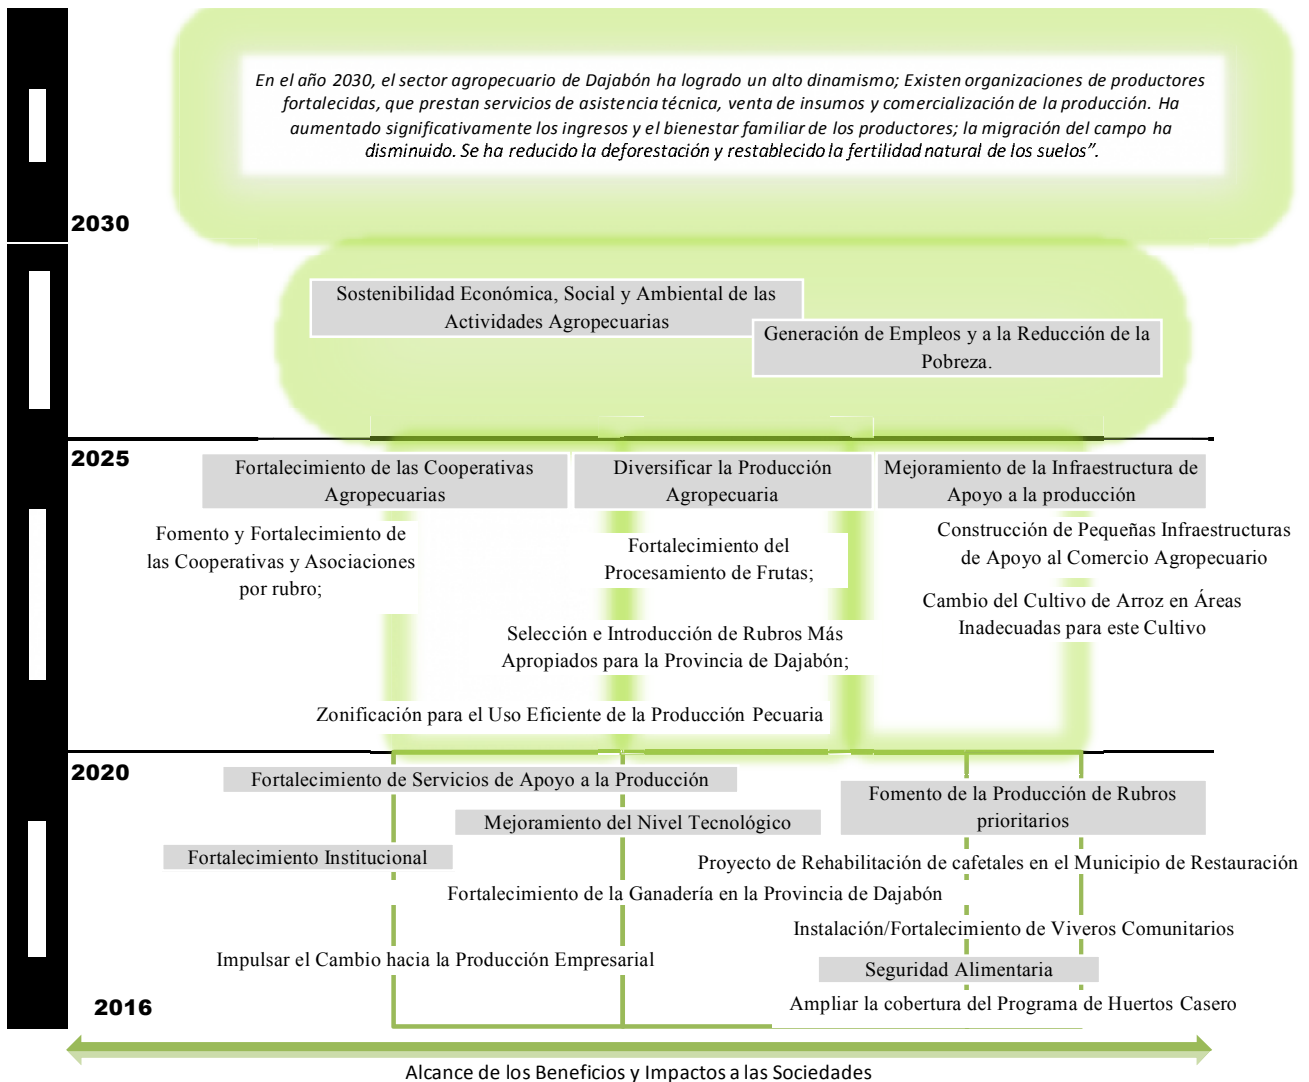 En el año 2030, el sector agropecuario de Dajabón ha logrado un alto dinamismo; Existen organizaciones de productores
fortalecidas, que prestan servicios de asistencia técnica, venta de insumos y comercialización de la producción. Ha
aumentado significativamente los ingresos y el bienestar familiar de los productores; la migración del campo ha
disminuido. Se ha reducido la deforestación y restablecido la fertilidad natural de los suelos”.
2030
Sostenibilidad Económica, Social y Ambiental de las
Actividades Agropecuarias
Generación de Empleos y a la Reducción de la
Pobreza.
2025
Fortalecimiento de las Cooperativas
Agropecuarias
Diversificar la Producción
Agropecuaria
Mejoramiento de la Infraestructura de
Apoyo a la producción
Fomento y Fortalecimiento de
las Cooperativas y Asociaciones
por rubro;
Fortalecimiento del
Procesamiento de Frutas;
Construcción de Pequeñas Infraestructuras
de Apoyo al Comercio Agropecuario
Cambio del Cultivo de Arroz en Áreas
Inadecuadas para este Cultivo
Selección e Introducción de Rubros Más
Apropiados para la Provincia de Dajabón;
Zonificación para el Uso Eficiente de la Producción Pecuaria
2020
Fortalecimiento de Servicios de Apoyo a la Producción
Fomento de la Producción de Rubros
prioritarios
Mejoramiento del Nivel Tecnológico
Fortalecimiento Institucional
Proyecto de Rehabilitación de cafetales en el Municipio de Restauración
Fortalecimiento de la Ganadería en la Provincia de Dajabón
Instalación/Fortalecimiento de Viveros Comunitarios
Impulsar el Cambio hacia la Producción Empresarial
Seguridad Alimentaria
Ampliar la cobertura del Programa de Huertos Casero
2016
Alcance de los Beneficios y Impactos a las Sociedades